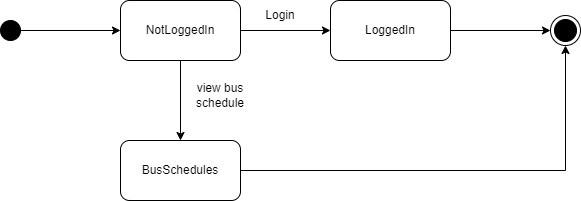 Login
NotLoggedIn
LoggedIn
view bus
schedule
BusSchedules